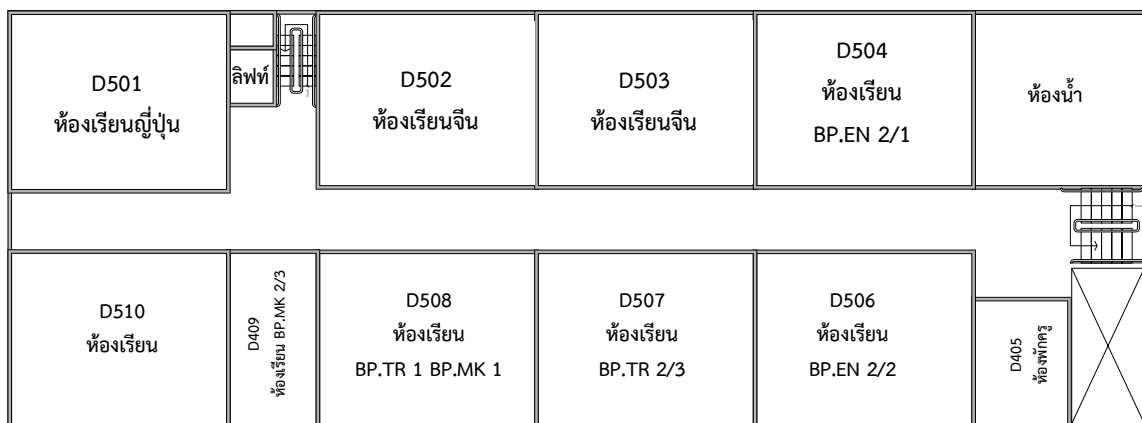 D501
ห้องเรียนญี่ปุ่น
ลิฟท์
D502
ห้องเรียนจีน
D503
ห้องเรียนจีน
D504
ห้องเรียน
BP.EN 2/1
ห้องน้ำ
D510
ห้องเรียน
D409
ห้องเรียน BP.MK 2/3
D508
ห้องเรียน
BP.TR 1 BP.MK 1
D507
ห้องเรียน
BP.TR 2/3
D506
ห้องเรียน
BP.EN 2/2
D405
ห้องพักครู